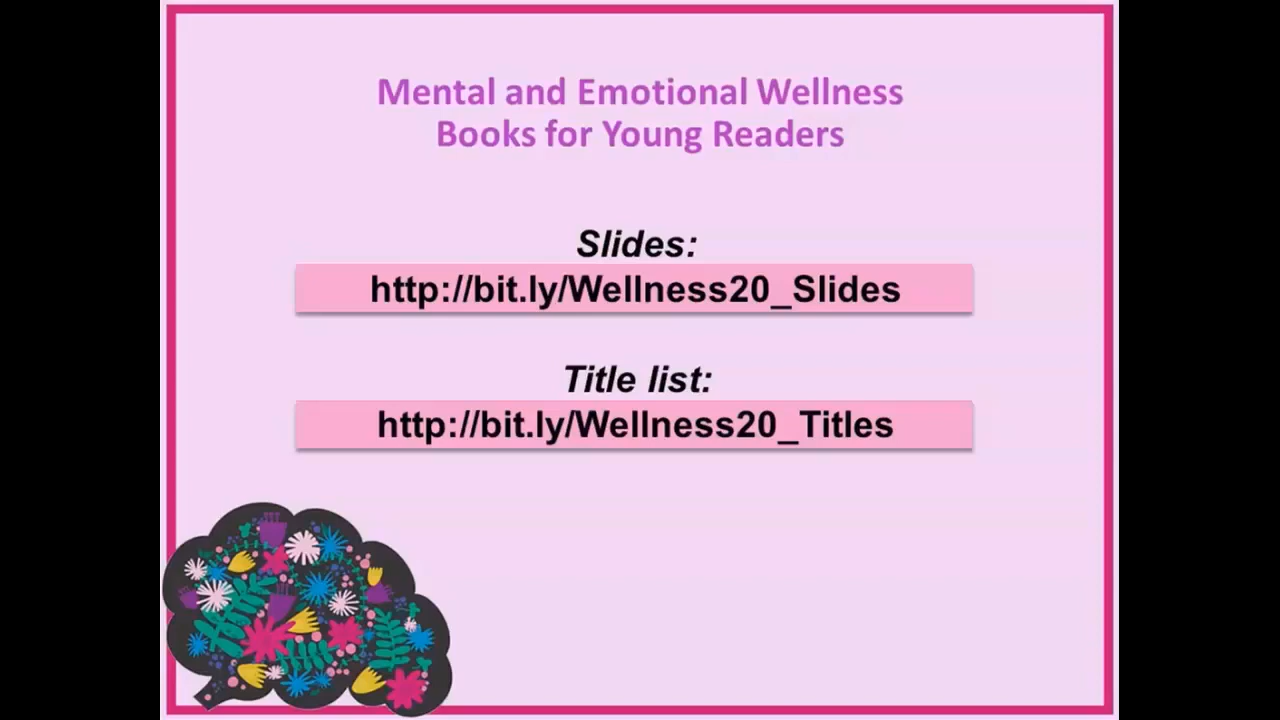 Mental and Emotional Wellness
Books for Young Readers
Slides:
http://bit.ly/Wellness20_Slides
Title list:
http://bit.ly/Wellness20_Titles